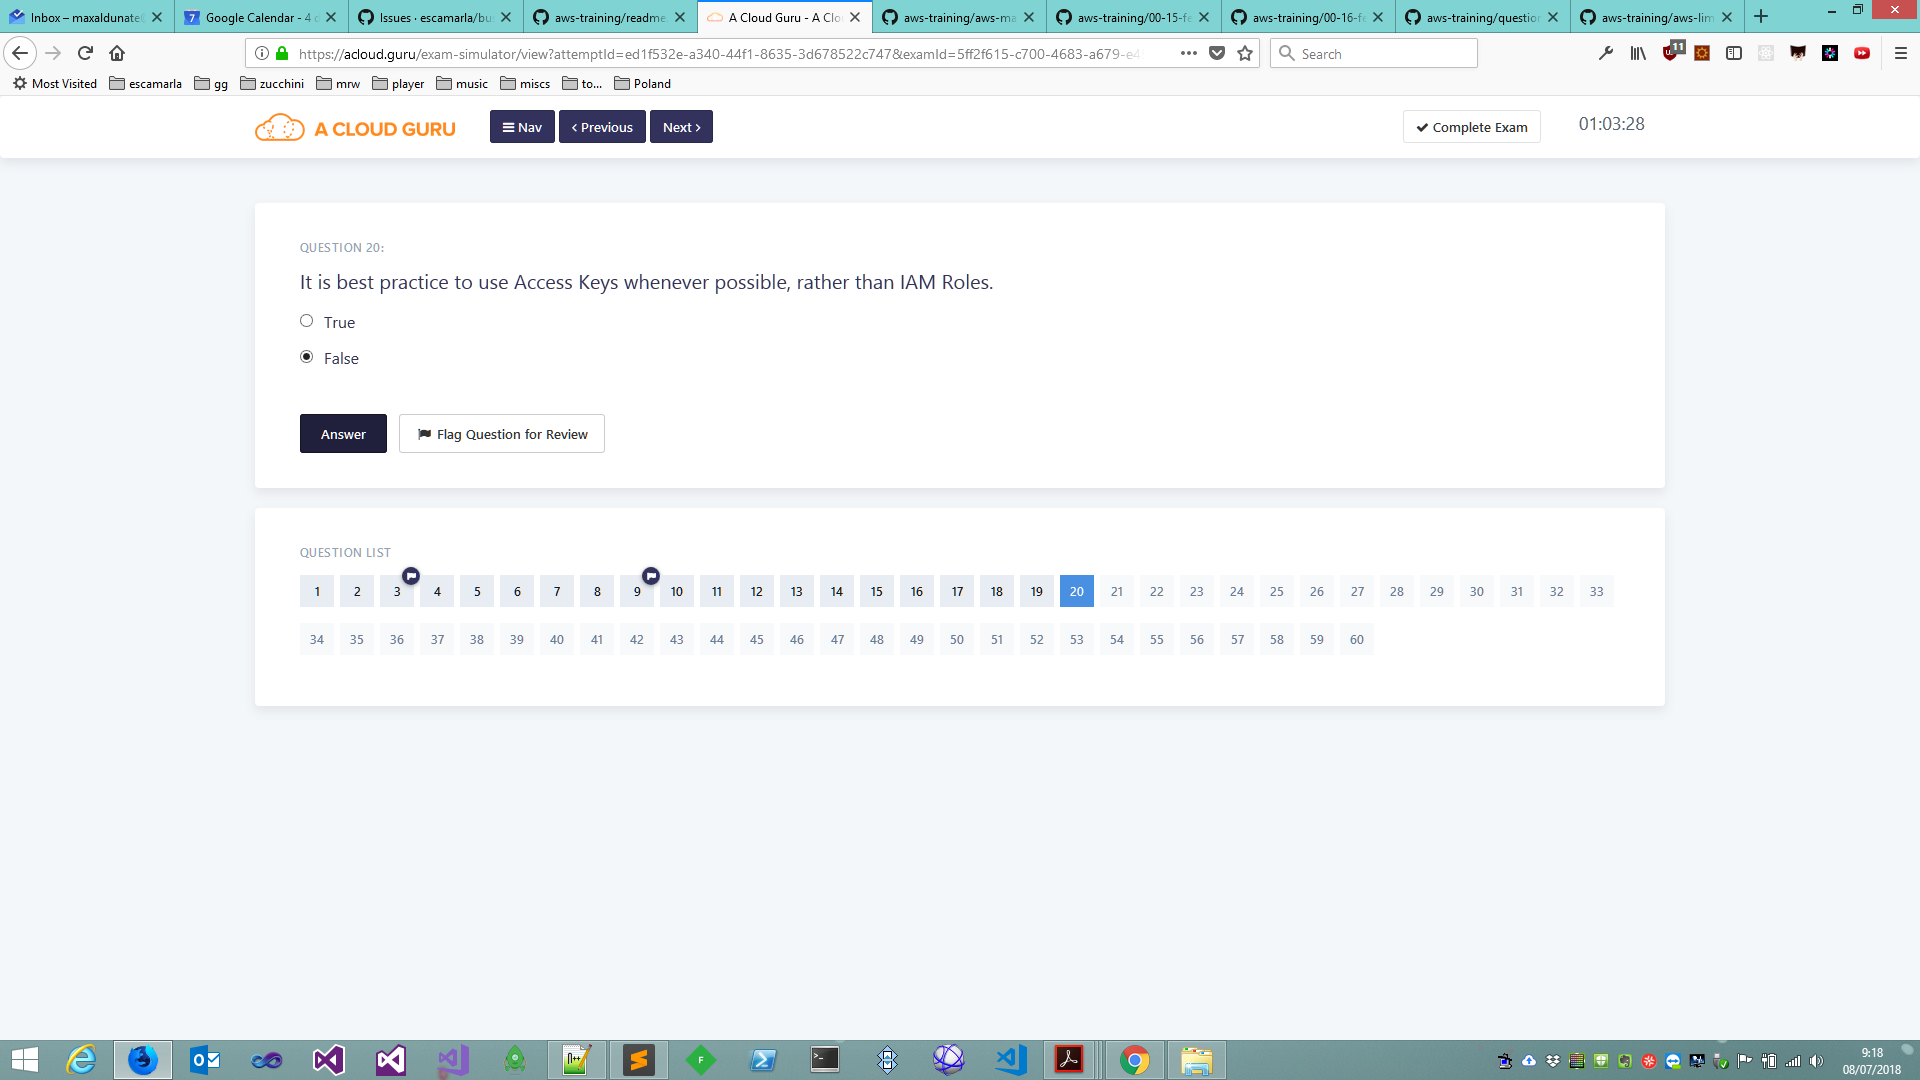 Inbox – maxaldunate
Google Calendar - 4 d
Issues · escamarla/bu
aws-training/readme
A Cloud Guru - A Clo
aws-training/aws-ma
aws-training/00-15-fe
aws-training/00-16-fe
aws-training/question
aws-training/aws-lim
https://acloud.guru/exam-simulator/view?attemptId=ed1f532e-a340-44f1-8635-3d678522c747&examId=5ff2f615-c700-4683-a679-e4
Search
11
Most Visited
escamarla
gg
zucchini
mrw
player
music
miscs
to...
Poland
A CLOUD GURU
Nav
Previous
Next
Complete Exam
01:03:28
QUESTION 20:
It is best practice to use Access Keys whenever possible, rather than IAM Roles.
True
False
Answer
Flag Question for Review
QUESTION LIST
1 2 3 4 5 6 7 8 9 10 11 12 13 14 15 16 17 18 19 20 21 22 23 24 25 26 27 28 29 30 31 32 33
34 35 36 37 38 39 40 41 42 43 44 45 46 47 48 49 50 51 52 53 54 55 56 57 58 59 60
9:18
08/07/2018